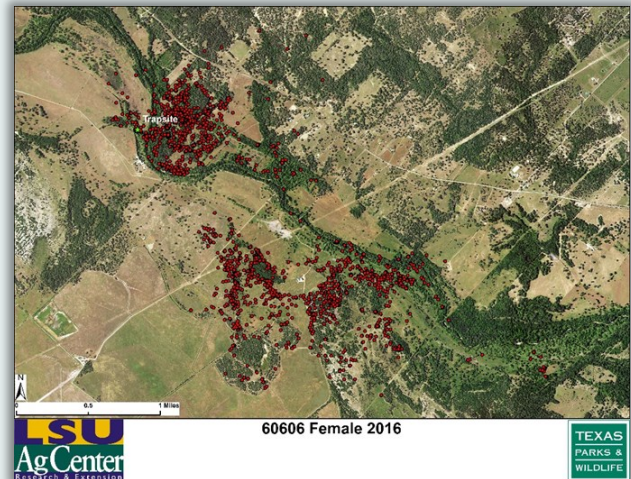 Trapsite
N
0 0.5 1 Miles
60606 Female 2016
LSU
AgCenter
Research & Extension
TEXAS
PARKS &
WILDLIFE